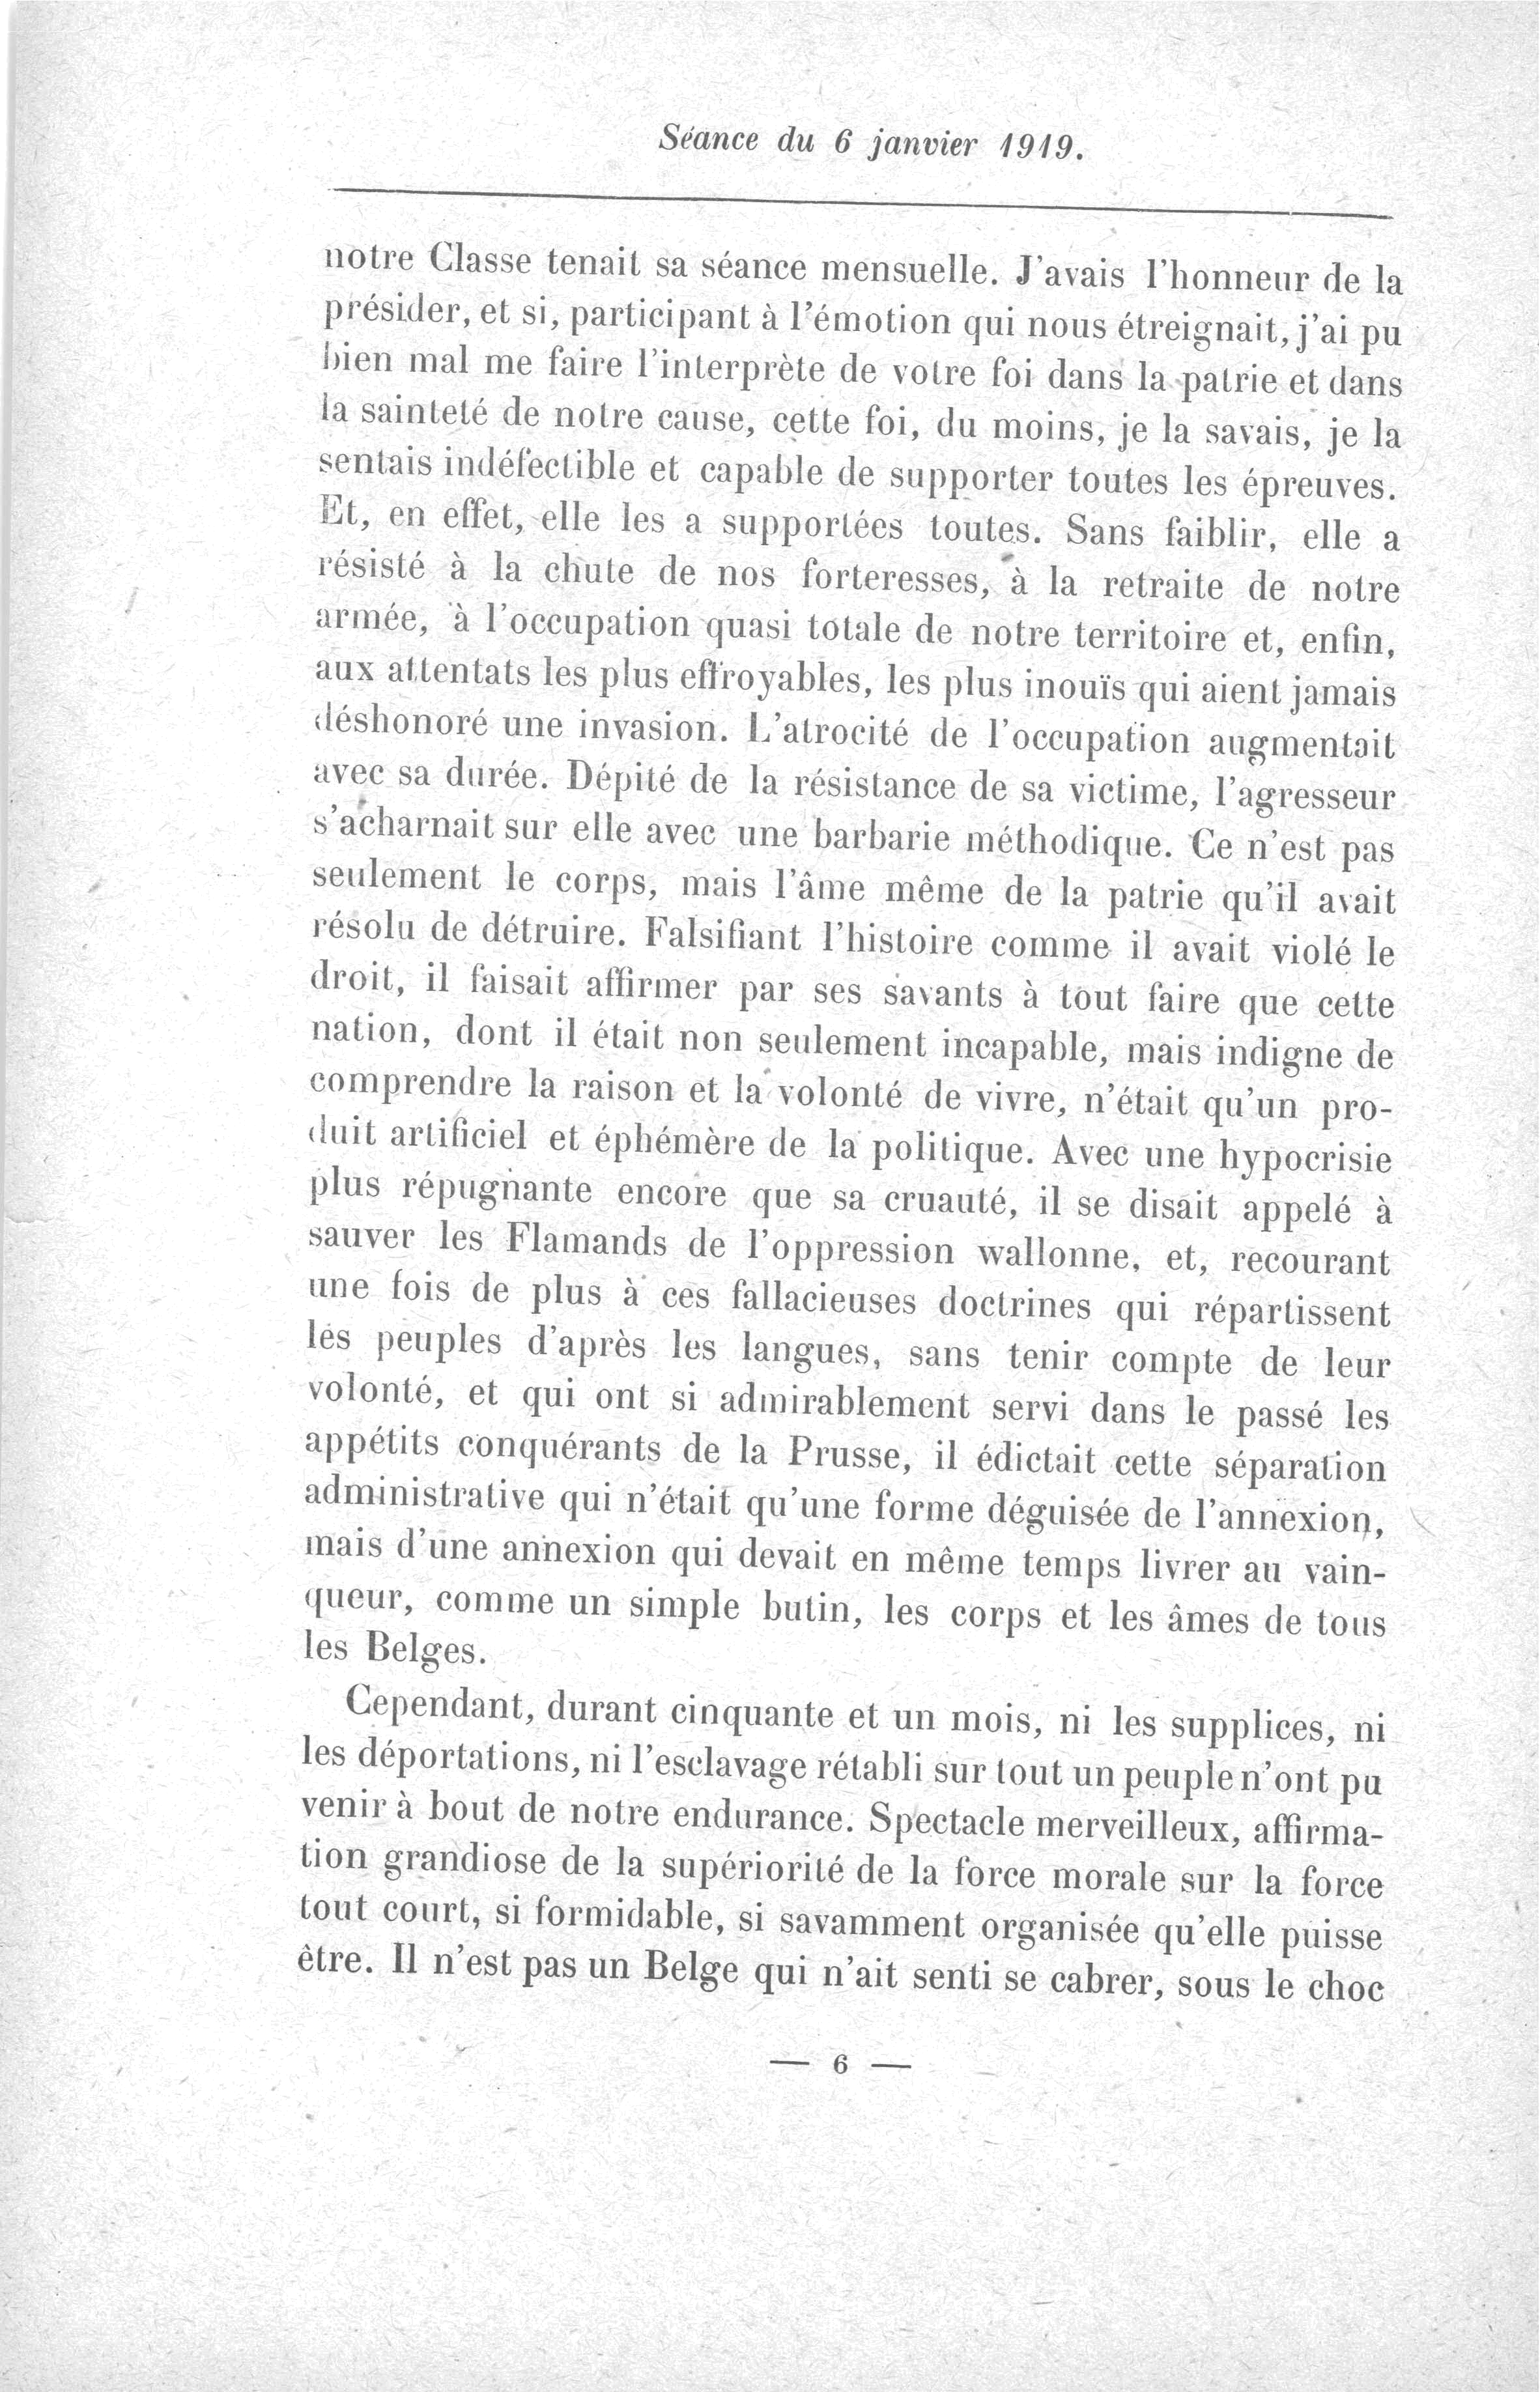 Séance du 6 janvier 1919.
notre Classe tenait sa séance mensuelle. J'avais l'honneur de la
présider, et si, participant à l'émotion qui nous étreignait, j'ai pu
bien mal me faire l'interprète de votre foi dans la patrie et dans
la sainteté de notre cause, cette foi, du moins, je la savais, je la
sentais indéfectible et capable de supporter toutes les épreuves.
Et, en effet, elle les a supportées toutes. Sans faiblir, elle a
résisté à la chute de nos forteresses, à la retraite de notre
armée, à l'occupation quasi totale de notre territoire et, enfin,
aux attentats les plus effroyables, les plus inouïs qui aient jamais
déshonoré une invasion. L'atrocité de l'occupation augmentait
avec sa durée. Dépité de la résistance de sa victime, l'agresseur
s'acharnait sur elle avec une barbarie méthodique. Ce n'est pas
seulement le corps, mais l'âme même de la patrie qu'il avait
résolu de détruire. Falsifiant l'histoire comme il avait violé le
droit, il faisait affirmer par ses savants à tout faire que cette
nation, dont il était non seulement incapable, mais indigne de
comprendre la raison et la volonté de vivre, n'était qu'un pro-
duit artificiel et éphémère de la politique. Avec une hypocrisie
plus répugnante encore que sa cruauté, il se disait appelé à
sauver les Flamands de l'oppression wallonne, et, recourant
une fois de plus à ces fallacieuses doctrines qui répartissent
les peuples d'après les langues, sans tenir compte de leur
volonté, et qui ont si admirablement servi dans le passé les
appétits conquérants de la Prusse, il édictait cette séparation
administrative qui n'était qu'une forme déguisée de l'annexion,
mais d'une annexion qui devait en même temps livrer au vain-
queur, comme un simple butin, les corps et les âmes de tous
les Belges.
Cependant, durant cinquante et un mois, ni les supplices, ni
les déportations, ni l'esclavage rétabli sur tout un peuple n'ont pu
venir à bout de notre endurance. Spectacle merveilleux, affirma-
tion grandiose de la supériorité de la force morale sur la force
tout court, si formidable, si savamment organisée qu'elle puisse
être. Il n'est pas un Belge qui n'ait senti se cabrer, sous le choc
— 6 —